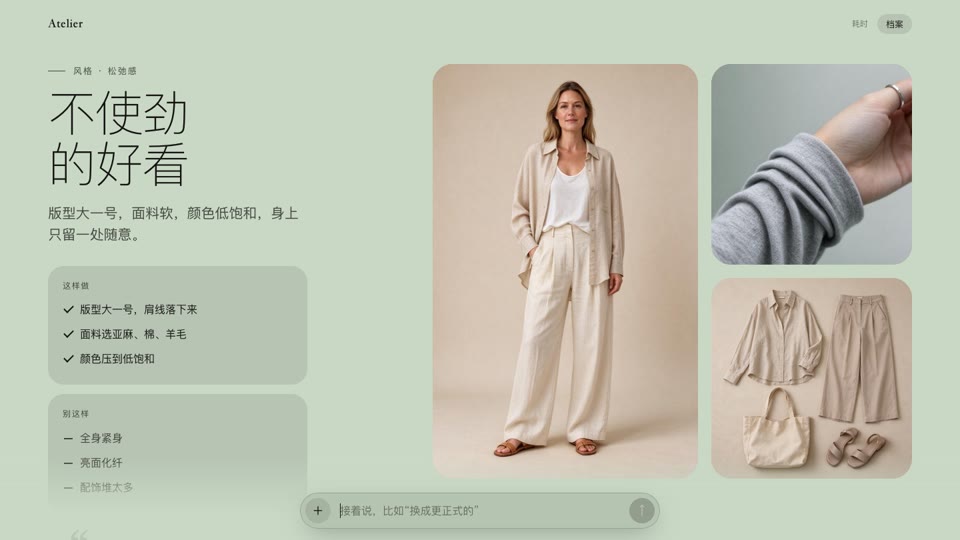 Atelier
耗时
档案
风格 · 松弛感
不使劲
的好看
版型大一号，面料软，颜色低饱和，身上
只留一处随意。
这样做
版型大一号，肩线落下来
面料选亚麻、棉、羊毛
颜色压到低饱和
别这样
全身紧身
亮面化纤
配饰堆太多
接着说，比如“换成更正式的”